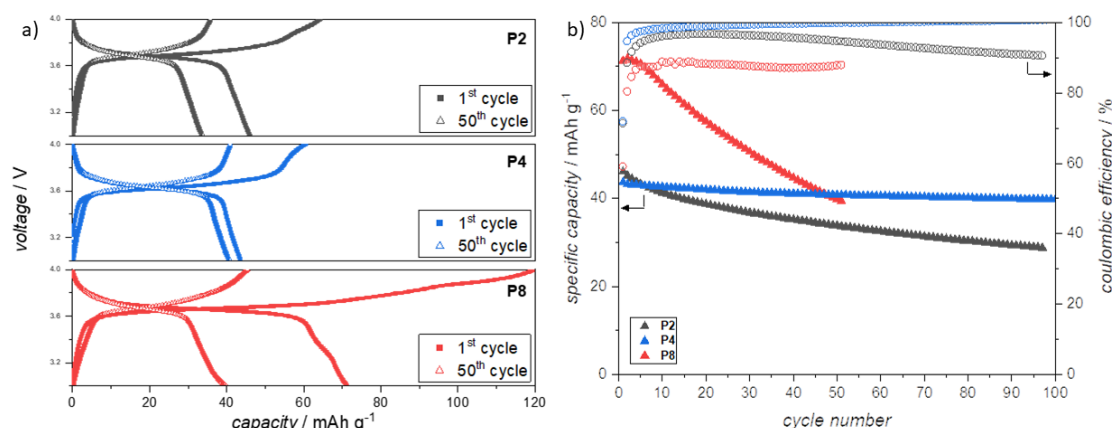 a)
voltage / V
4.0
3.6
3.2
P2
1st cycle
50th cycle
4.0
3.6
3.2
P4
1st cycle
50th cycle
4.0
3.6
3.2
P8
1st cycle
50th cycle
0 20 40 60 80 100 120
capacity / mAh g-1
b)
specific capacity / mAh g-1
80
60
40
20
0
P2
P4
P8
0 10 20 30 40 50 60 70 80 90 100
cycle number
100
80
60
40
20
0
coulombic efficiency / %